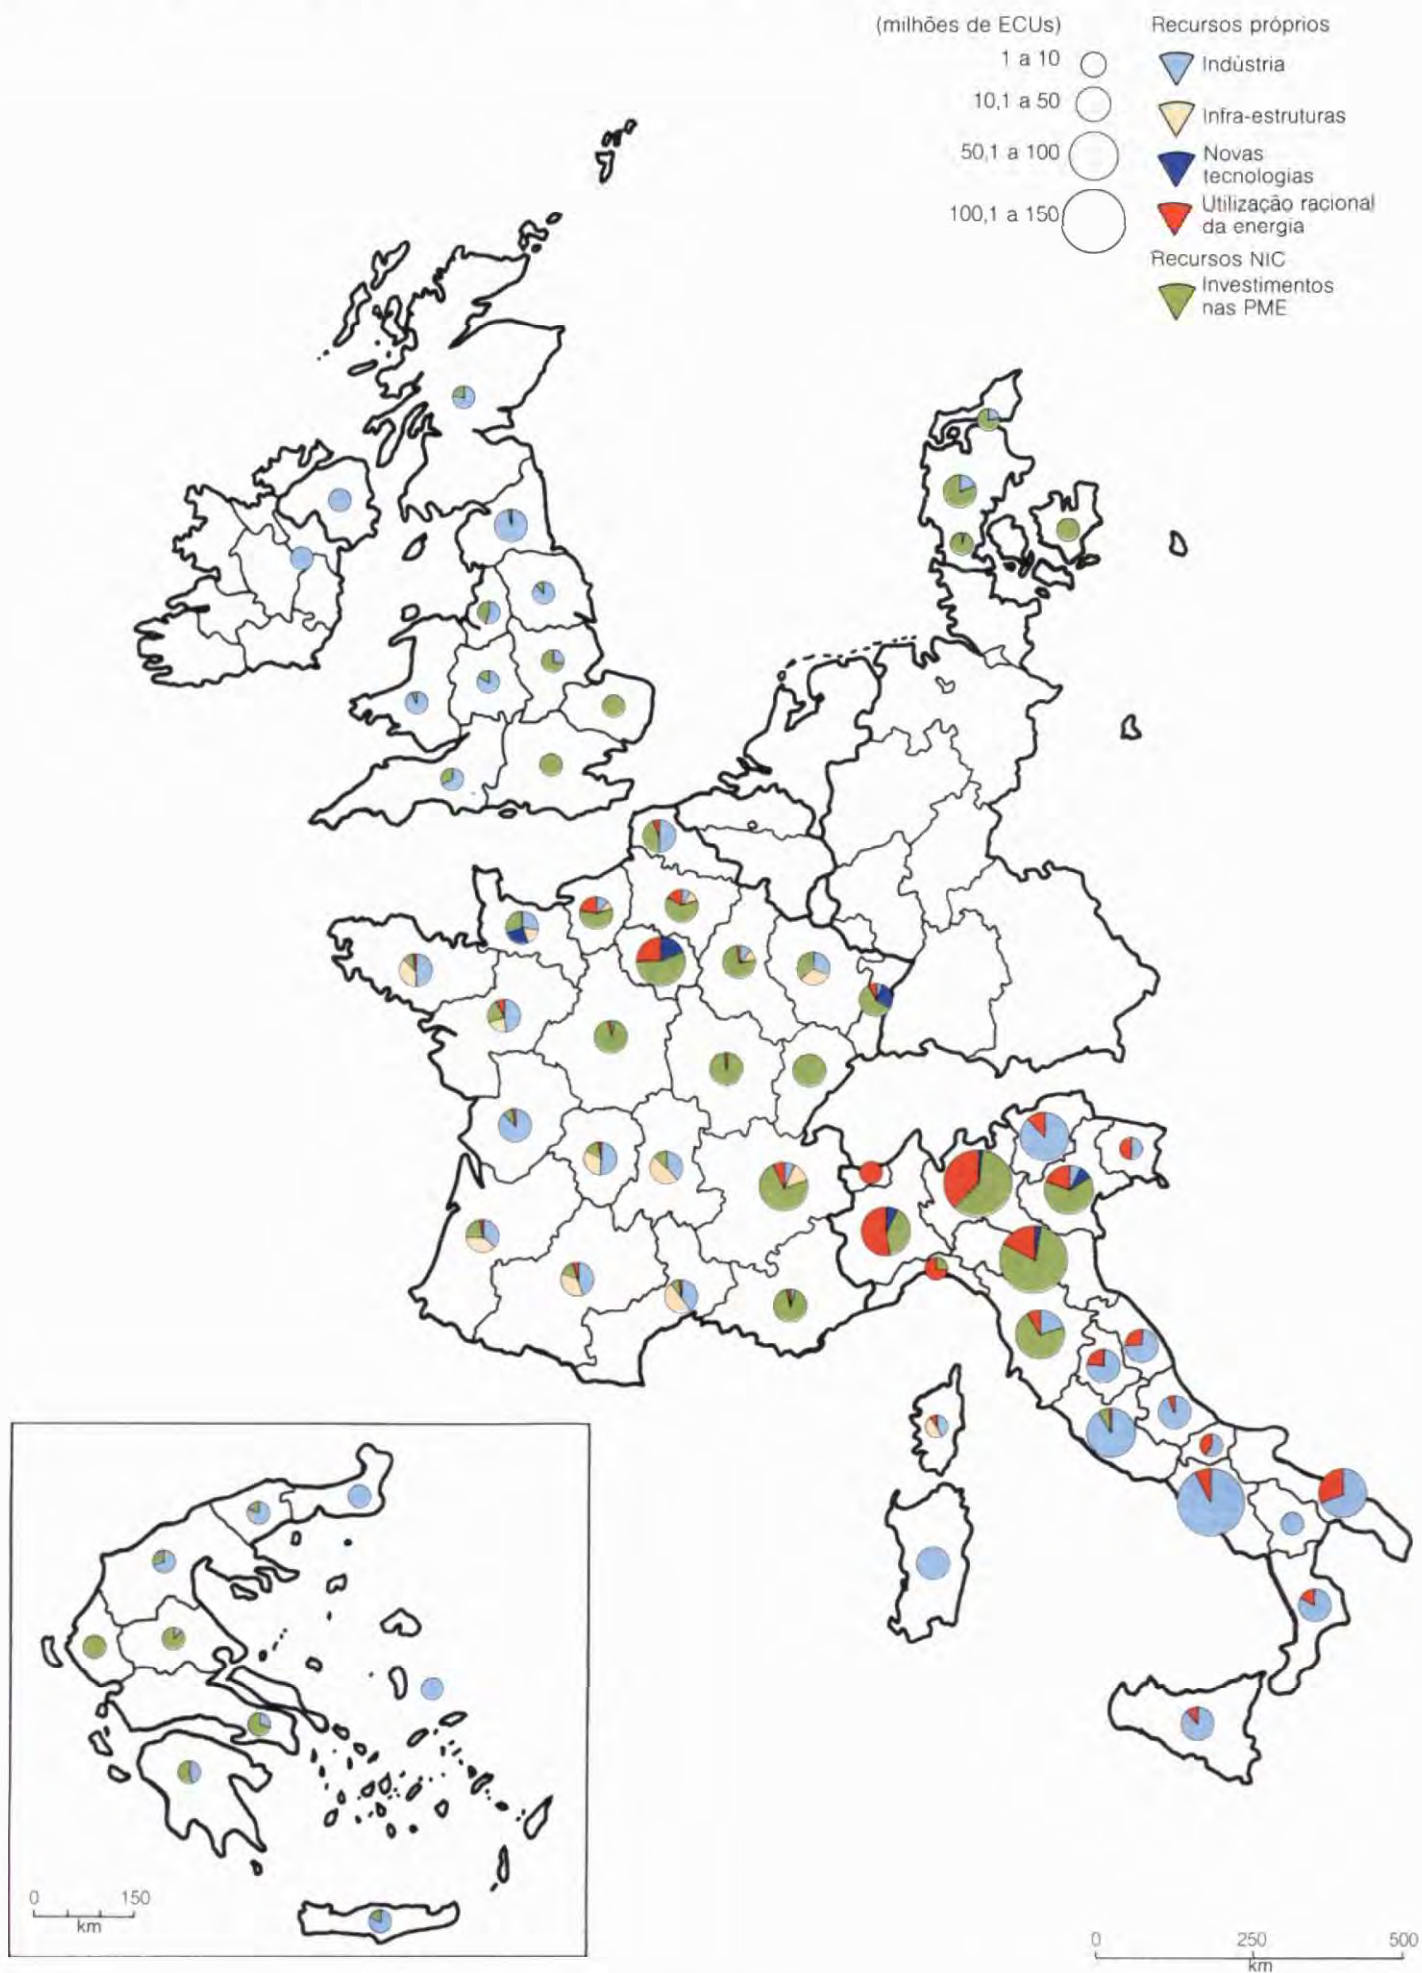 (milhões de ECUs)
1 a 10
10,1 a 50
50,1 a 100
100,1 a 150
Recursos próprios
Indústria
Infra-estruturas
Novas
tecnologias
Utilização racional
da energia
Recursos NIC
Investimentos
nas PME
0 150
km
0 250 500
km